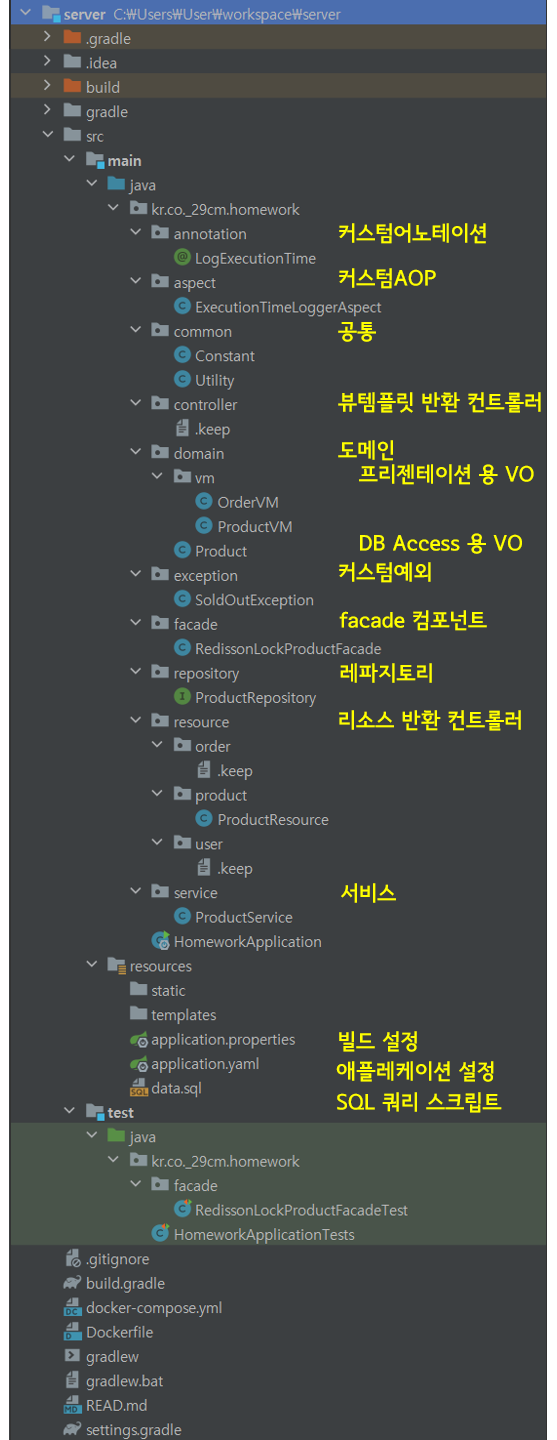 server C:\Users\User\workspace\server
.gradle
.idea
build
gradle
src
main
java
kr.co._29cm.homework
annotation 커스텀어노테이션
LogExecutionTime
aspect 커스텀AOP
ExecutionTimeLoggerAspect
common 공통
Constant
Utility
controller 뷰템플릿 반환 컨트롤러
.keep
domain 도메인
vm 프리젠테이션 용 VO
OrderVM
ProductVM
Product DB Access 용 VO
exception 커스텀예외
SoldOutException
facade facade 컴포넌트
RedissonLockProductFacade
repository 레파지토리
ProductRepository
resource 리소스 반환 컨트롤러
order
.keep
product
ProductResource
user
.keep
service 서비스
ProductService
HomeworkApplication
resources
static
templates
application.properties 빌드 설정
application.yaml 애플레케이션 설정
data.sql SQL 쿼리 스크립트
test
java
kr.co._29cm.homework
facade
RedissonLockProductFacadeTest
HomeworkApplicationTests
.gitignore
build.gradle
docker-compose.yml
Dockerfile
gradlew
gradlew.bat
READ.md
settings.gradle